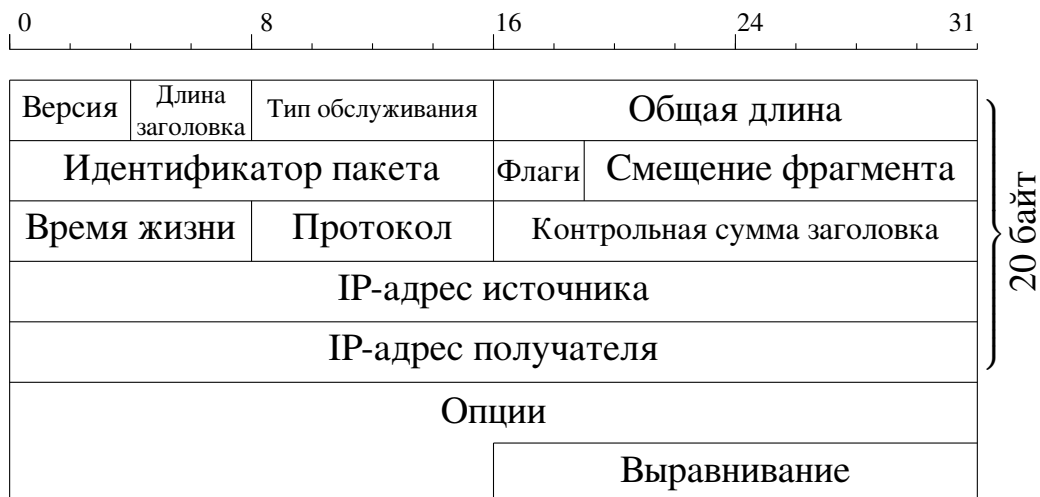 0 8 16 24 31
Версия
Длина
заголовка
Тип обслуживания
Общая длина
Идентификатор пакета
Флаги
Смещение фрагмента
Время жизни
Протокол
Контрольная сумма заголовка
IP-адрес источника
IP-адрес получателя
20 байт
Опции
Выравнивание